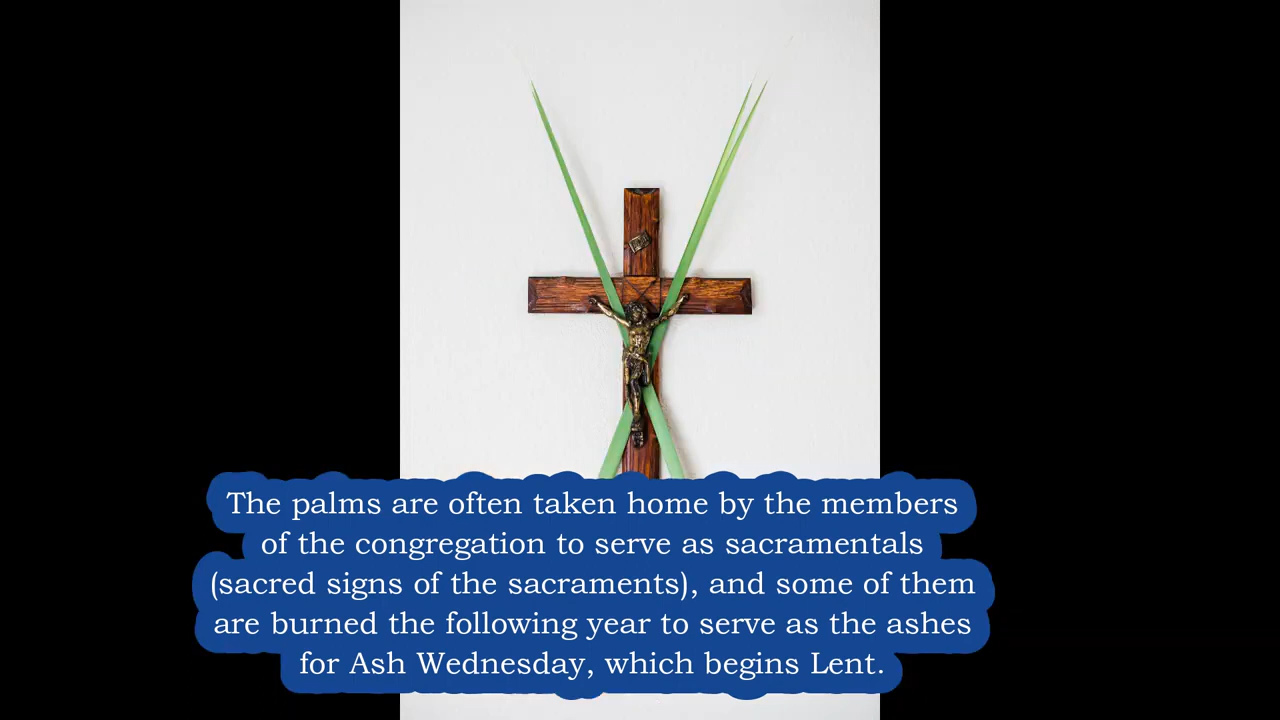 The palms are often taken home by the members
of the congregation to serve as sacramentals
(sacred signs of the sacraments), and some of them
are burned the following year to serve as the ashes
for Ash Wednesday, which begins Lent.